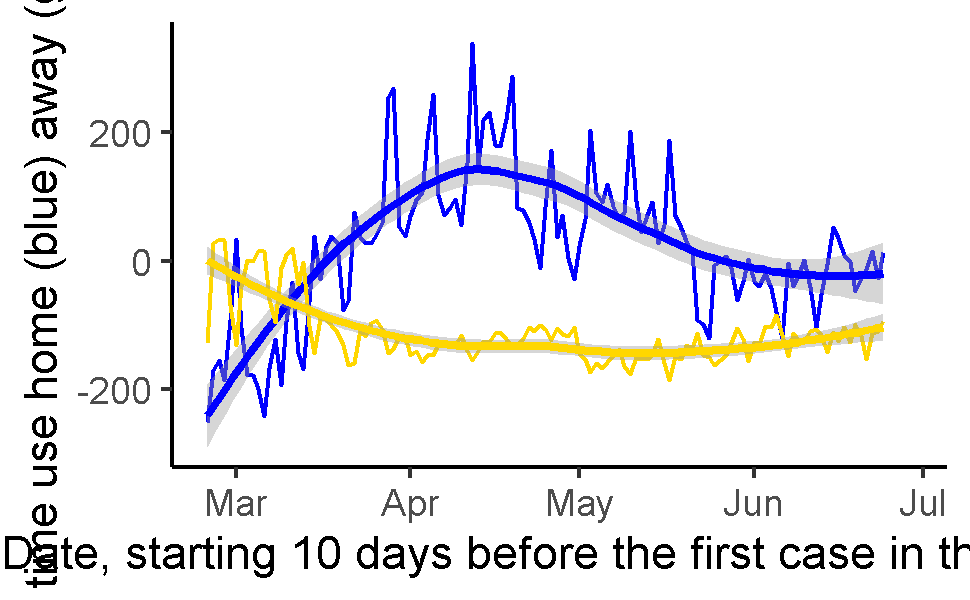 time use home (blue) away (
200
0
-200
Mar Apr May Jun Jul
Date, starting 10 days before the first case in